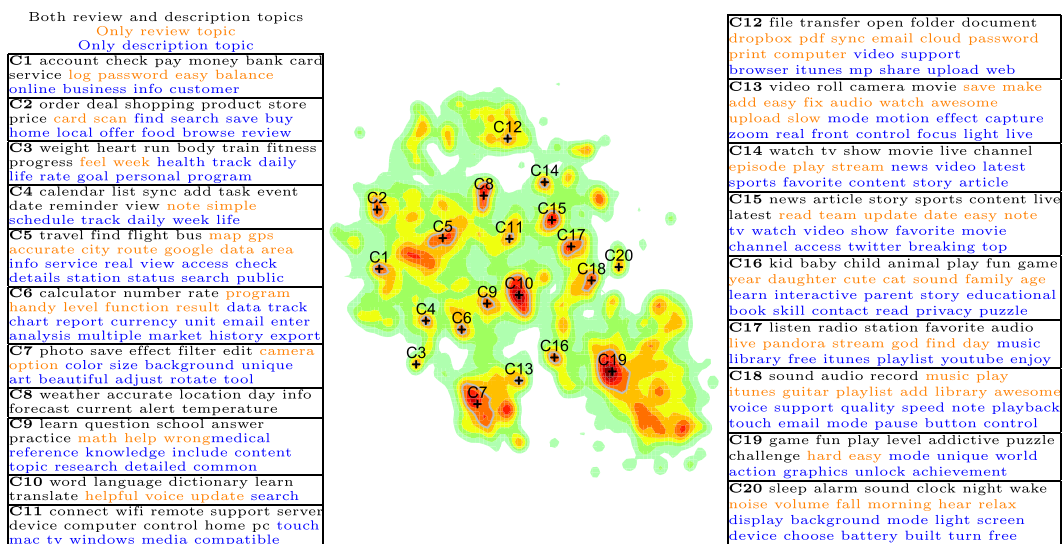 Both review and description topics
Only review topic
Only description topic
C1 account check pay money bank card
service log password easy balance
online business info customer
C2 order deal shopping product store
price card scan find search save buy
home local offer food browse review
C3 weight heart run body train fitness
progress feel week health track daily
life rate goal personal program
C4 calendar list sync add task event
date reminder view note simple
schedule track daily week life
C5 travel find flight bus map gps
accurate city route google data area
info service real view access check
details station status search public
C6 calculator number rate program
handy level function result data track
chart report currency unit email enter
analysis multiple market history export
C7 photo save effect filter edit camera
option color size background unique
art beautiful adjust rotate tool
C8 weather accurate location day info
forecast current alert temperature
C9 learn question school answer
practice math help wrongmedical
reference knowledge include content
topic research detailed common
C10 word language dictionary learn
translate helpful voice update search
C11 connect wifi remote support server
device computer control home pc touch
mac tv windows media compatible
C12
C14
C2
C8
C15
C5
C11
C17
C20
C1
C18
C10
C9
C4
C6
C3
C16
C19
C13
C7
C12 file transfer open folder document
dropbox pdf sync email cloud password
print computer video support
browser itunes mp share upload web
C13 video roll camera movie save make
add easy fix audio watch awesome
upload slow mode motion effect capture
zoom real front control focus light live
C14 watch tv show movie live channel
episode play stream news video latest
sports favorite content story article
C15 news article story sports content live
latest read team update date easy note
tv watch video show favorite movie
channel access twitter breaking top
C16 kid baby child animal play fun game
year daughter cute cat sound family age
learn interactive parent story educational
book skill contact read privacy puzzle
C17 listen radio station favorite audio
live pandora stream god find day music
library free itunes playlist youtube enjoy
C18 sound audio record music play
itunes guitar playlist add library awesome
voice support quality speed note playback
touch email mode pause button control
C19 game fun play level addictive puzzle
challenge hard easy mode unique world
action graphics unlock achievement
C20 sleep alarm sound clock night wake
noise volume fall morning hear relax
display background mode light screen
device choose battery built turn free